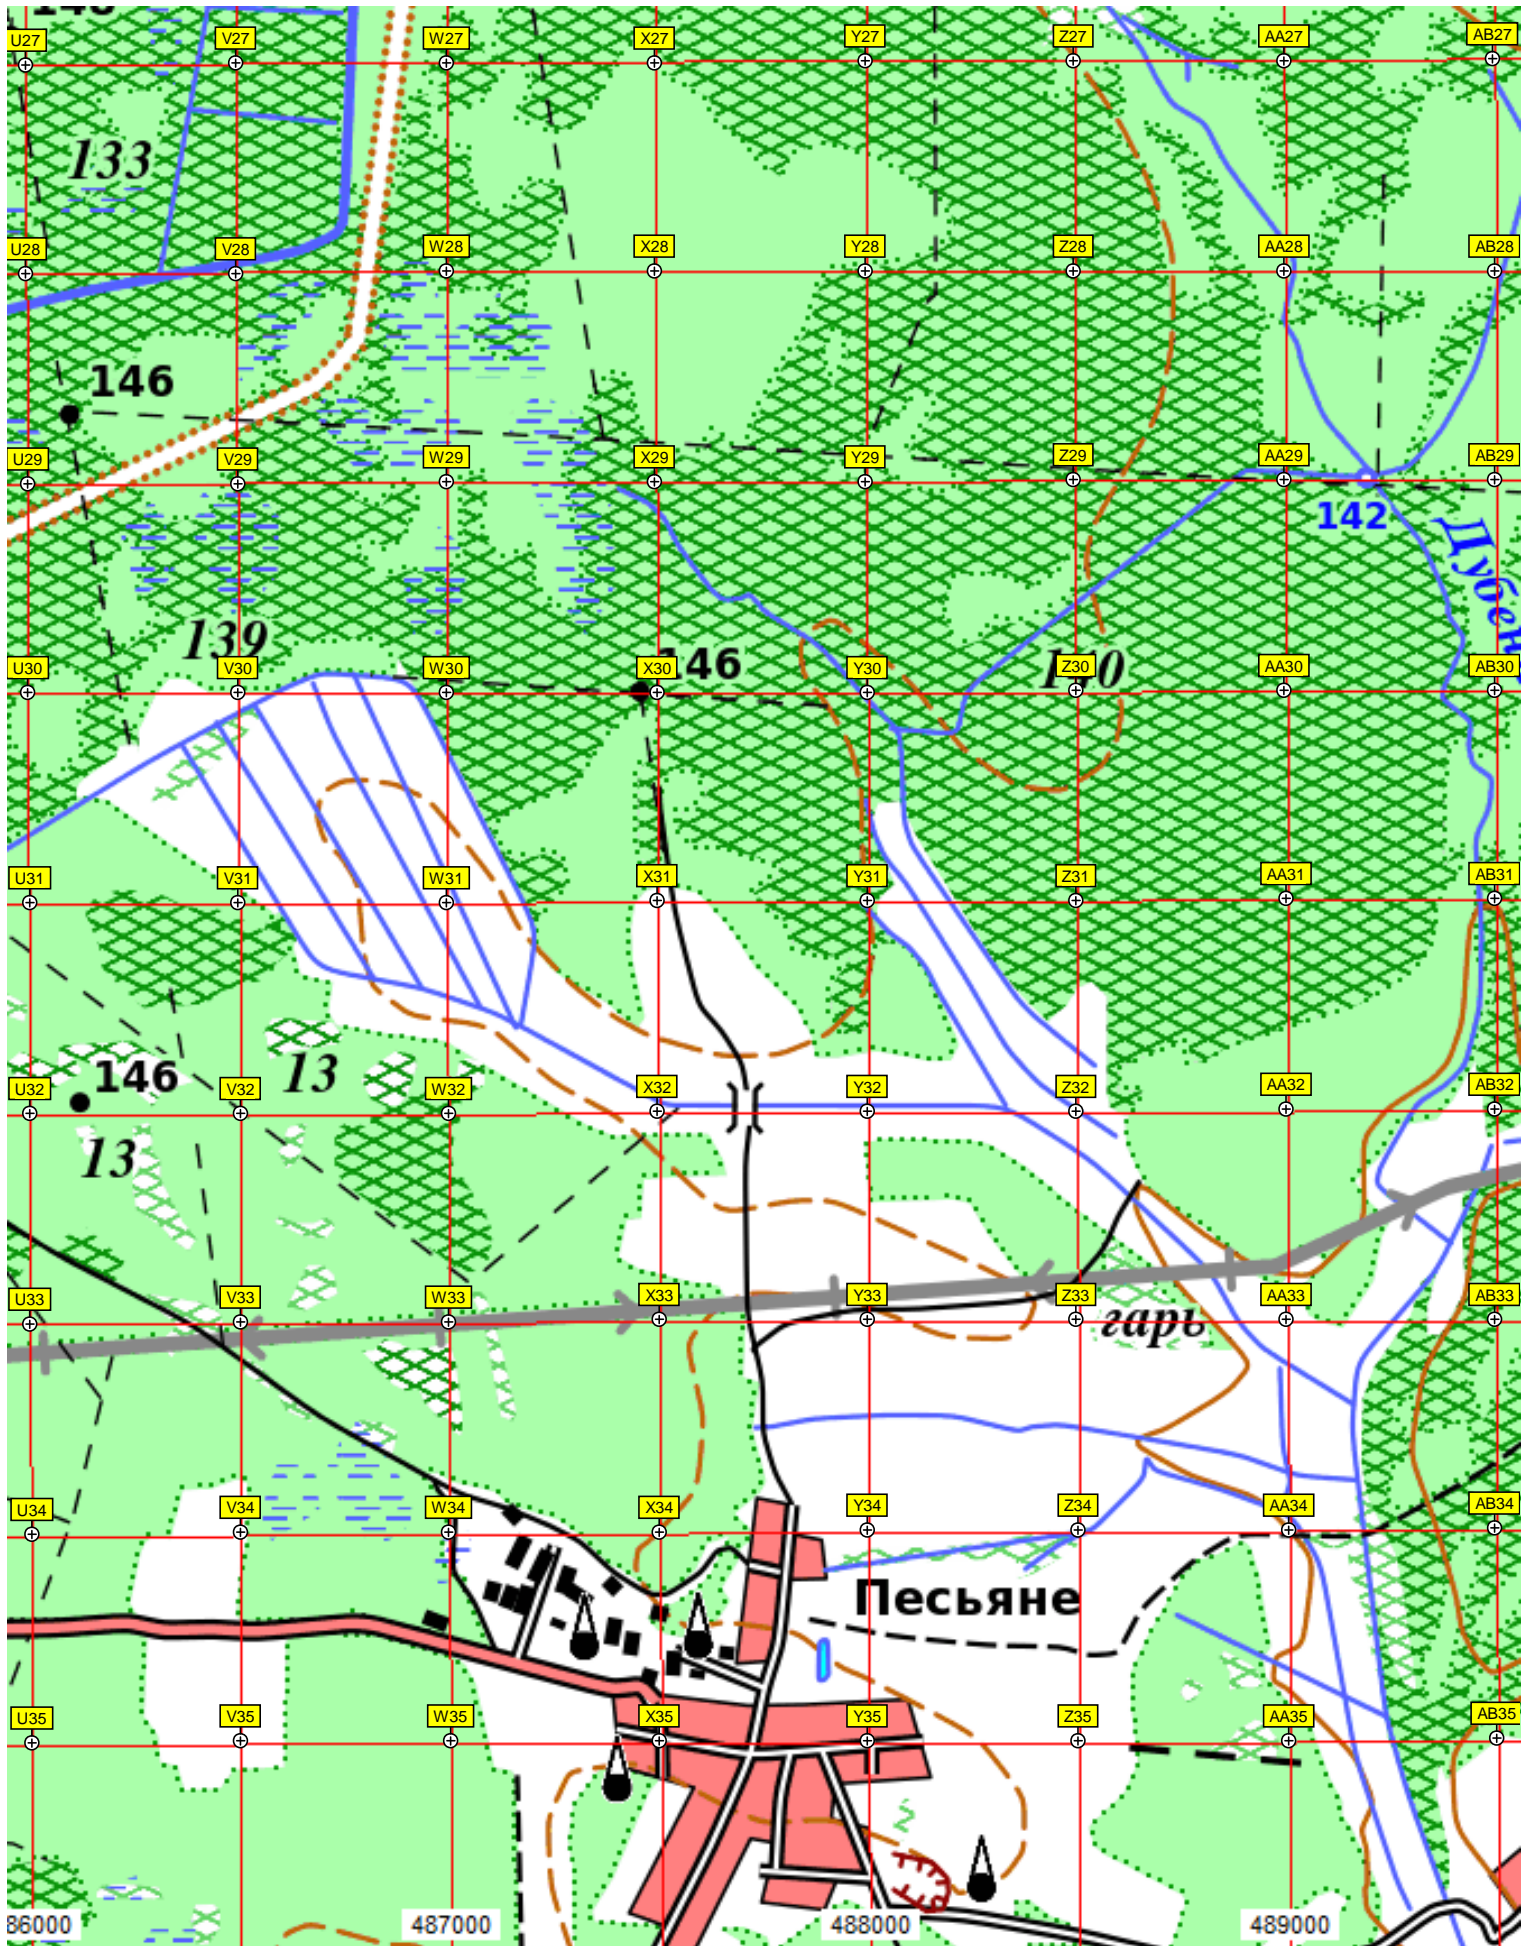 U27 V27 W27 X27 Y27 Z27 AA27 AB27
133
U28 V28 W28 X28 Y28 Z28 AA28 AB28
146
U29 V29 W29 X29 Y29 Z29 AA29 AB29
142
139
146
140
U30 V30 W30 X30 Y30 Z30 AA30 AB30
U31 V31 W31 X31 Y31 Z31 AA31 AB31
146
13
U32 V32 W32 X32 Y32 Z32 AA32 AB32
13
U33 V33 W33 X33 Y33 Z33 AA33 AB33
гарь
U34 V34 W34 X34 Y34 Z34 AA34 AB34
Песьяне
U35 V35 W35 X35 Y35 Z35 AA35 AB35
86000 487000 488000 489000